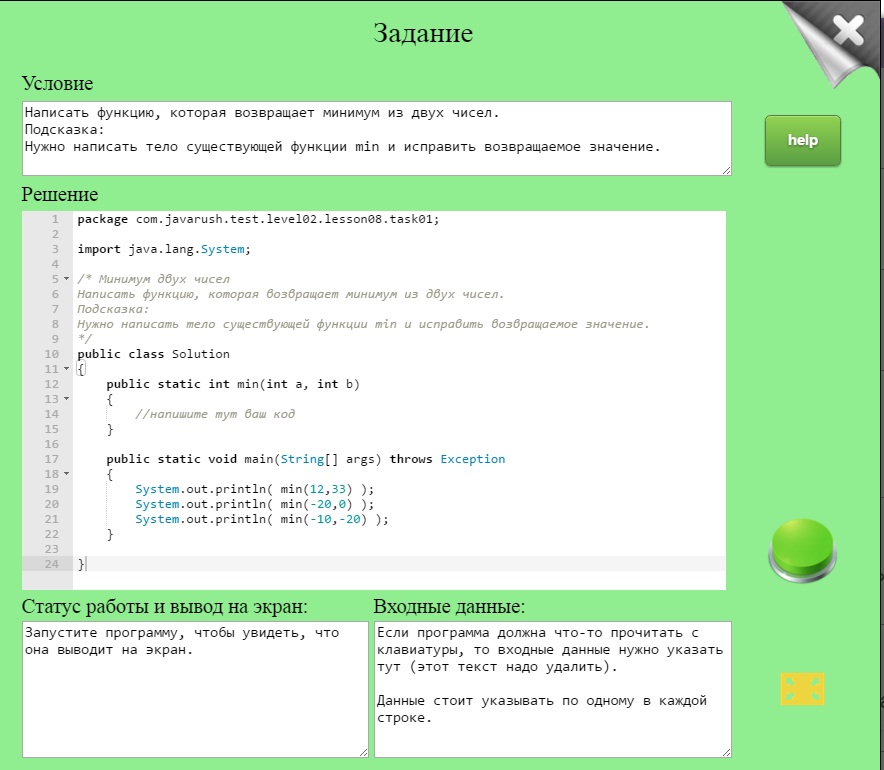 Задание
Условие
Написать функцию, которая возвращает минимум из двух чисел.
Подсказка:
Нужно написать тело существующей функции min и исправить возвращаемое значение.
help
Решение
1 package com.javarush.test.level02.lesson08.task01;
2
3 import java.lang.System;
4
5 /* Минимум двух чисел
6 Написать функцию, которая возвращает минимум из двух чисел.
7 Подсказка:
8 Нужно написать тело существующей функции min и исправить возвращаемое значение.
9 */
10 public class Solution
11 {
12 public static int min(int a, int b)
13 {
14 //напишите тут ваш код
15 }
16
17 public static void main(String[] args) throws Exception
18 {
19 System.out.println( min(12,33) );
20 System.out.println( min(-20,0) );
21 System.out.println( min(-10,-20) );
22 }
23
24 }
Статус работы и вывод на экран:
Запустите программу, чтобы увидеть, что
она выводит на экран.
Входные данные:
Если программа должна что-то прочитать с
клавиатуры, то входные данные нужно указать
тут (этот текст надо удалить).
Данные стоит указывать по одному в каждой
строке.